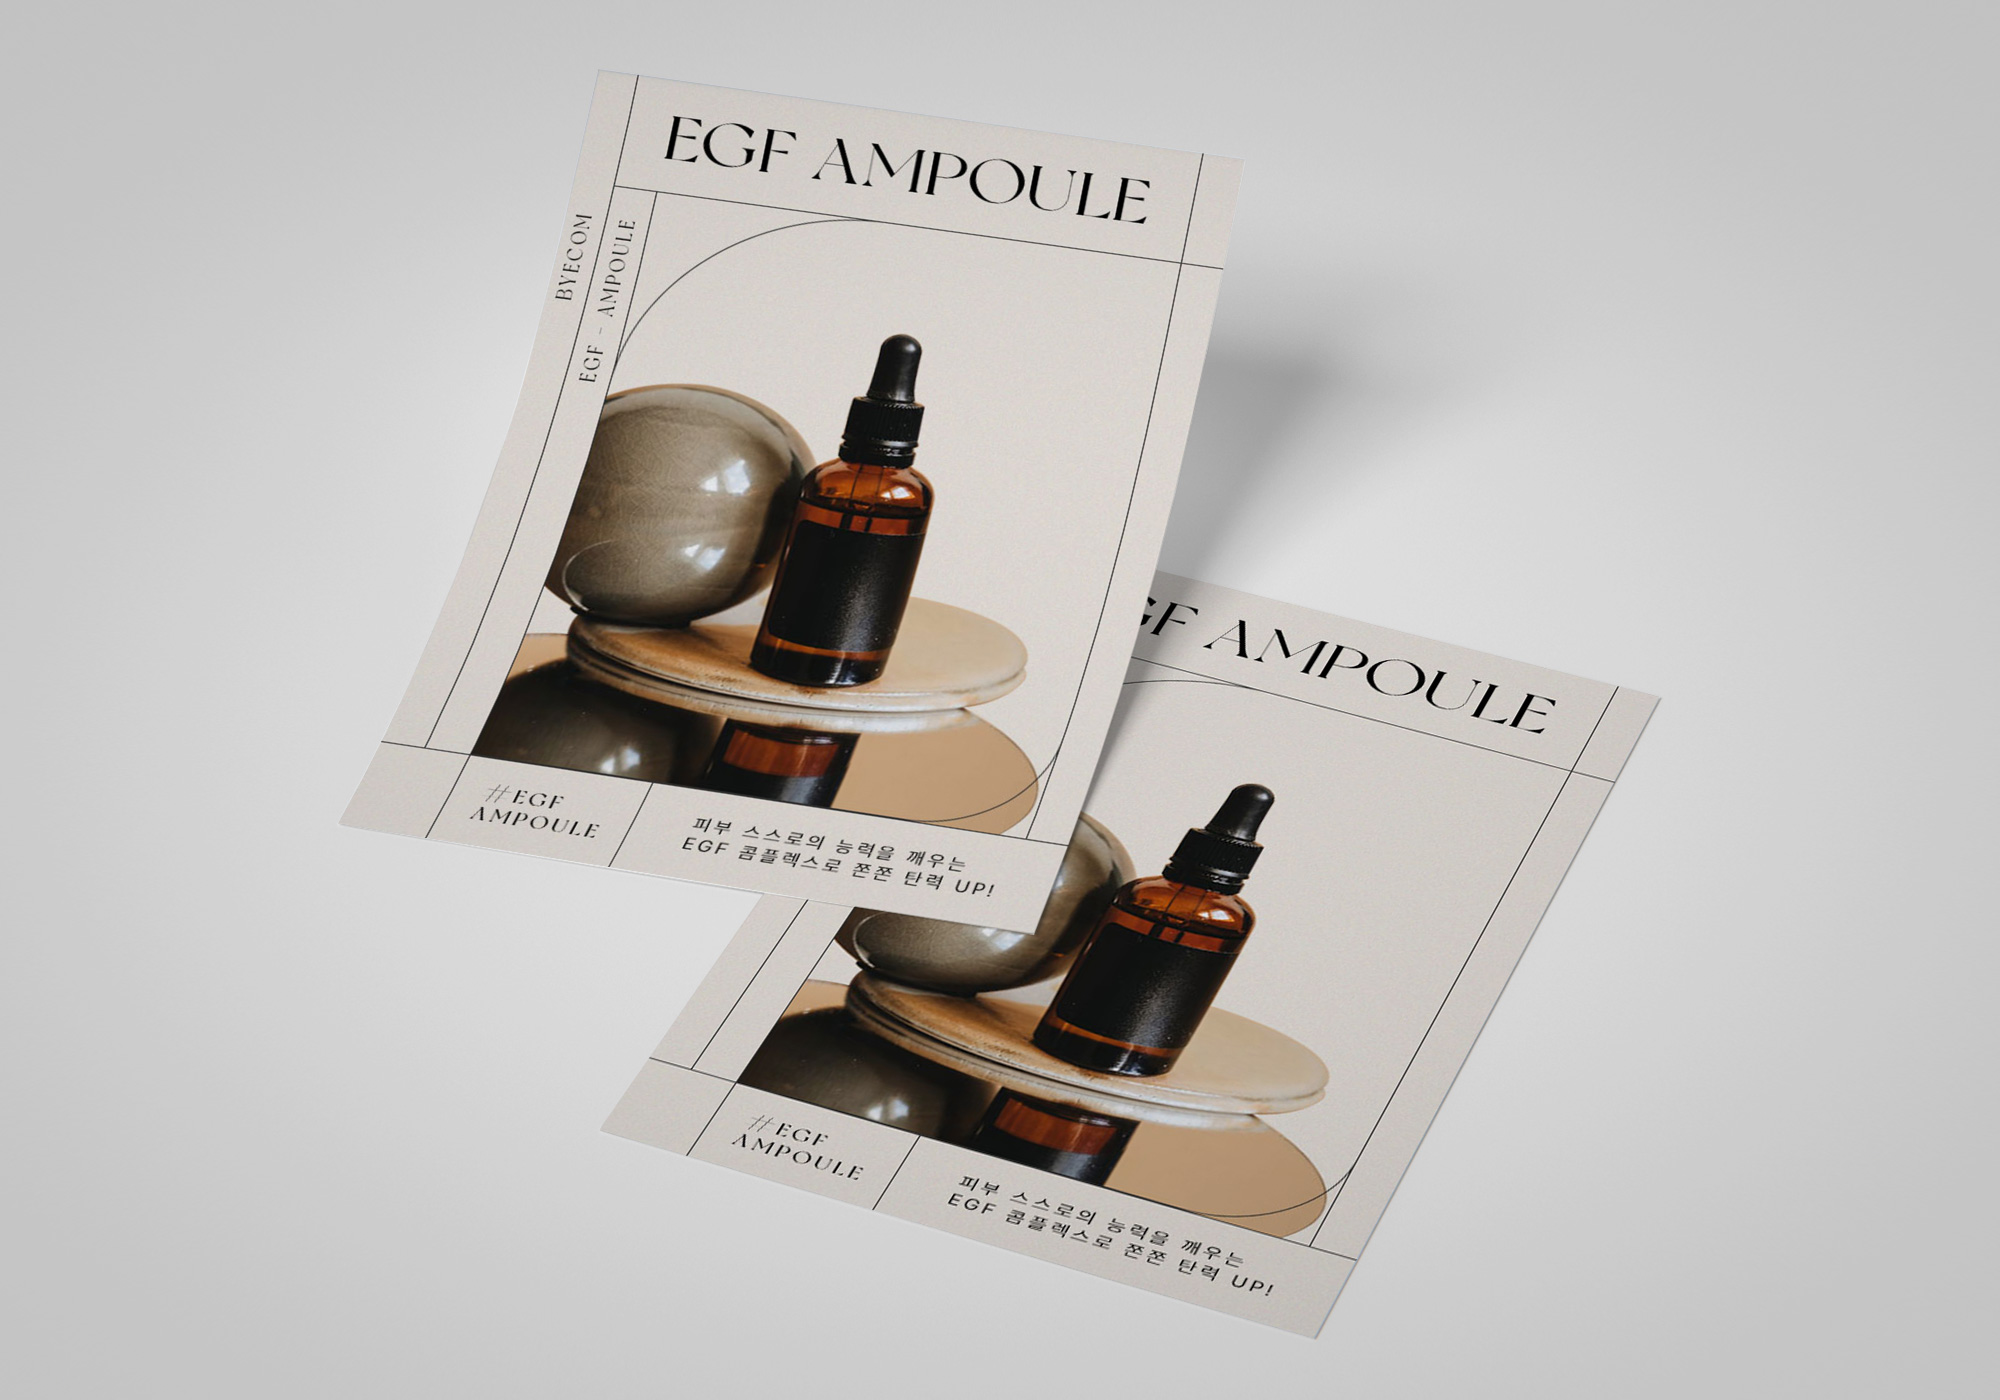 EGF AMPOULE
BYECOM
EGF - AMPOULE
#EGF
AMPOULE
피부 스스로의 능력을 깨우는
EGF 콤플렉스로 쫀쫀 탄력 UP!
GF AMPOULE
#EGF
AMPOULE
피부 스스로의 능력을 깨우는
EGF 콤플렉스로 쫀쫀 탄력 UP!